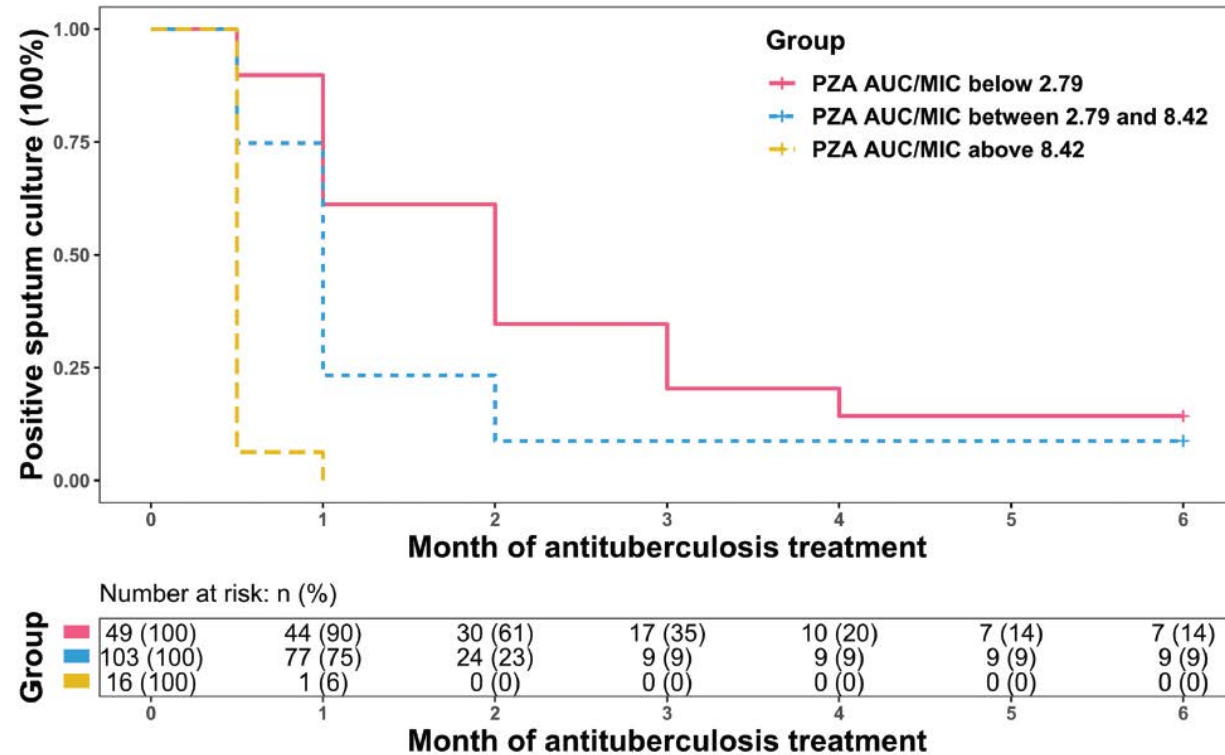 Positive sputum culture (100%)
1.00
0.75
0.50
0.25
0.00
Group
PZA AUC/MIC below 2.79
PZA AUC/MIC between 2.79 and 8.42
PZA AUC/MIC above 8.42
0 1 2 3 4 5 6
Month of antituberculosis treatment
Number at risk: n (%)
Group
49 (100) 44 (90) 30 (61) 17 (35) 10 (20) 7 (14) 7 (14)
103 (100) 77 (75) 24 (23) 9 (9) 9 (9) 9 (9) 9 (9)
16 (100) 1 (6) 0 (0) 0 (0) 0 (0) 0 (0) 0 (0)
0 1 2 3 4 5 6
Month of antituberculosis treatment